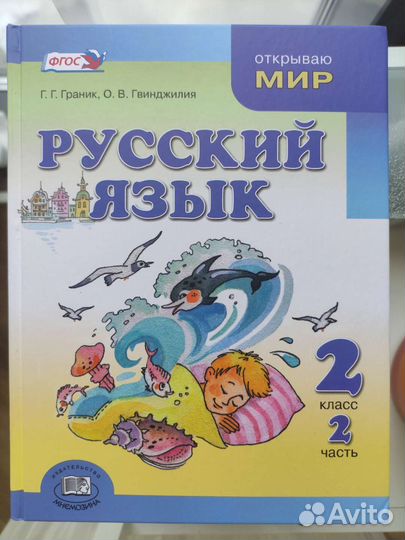 ФГОС
открываю
МИР
Г. Г. Граник, О. В. Гвинджилия
РУССКИЙ
ЯЗЫК
2
класс
2
часть
ИЗДАТЕЛЬСТВО
МНЕМОЗИНА
Avito